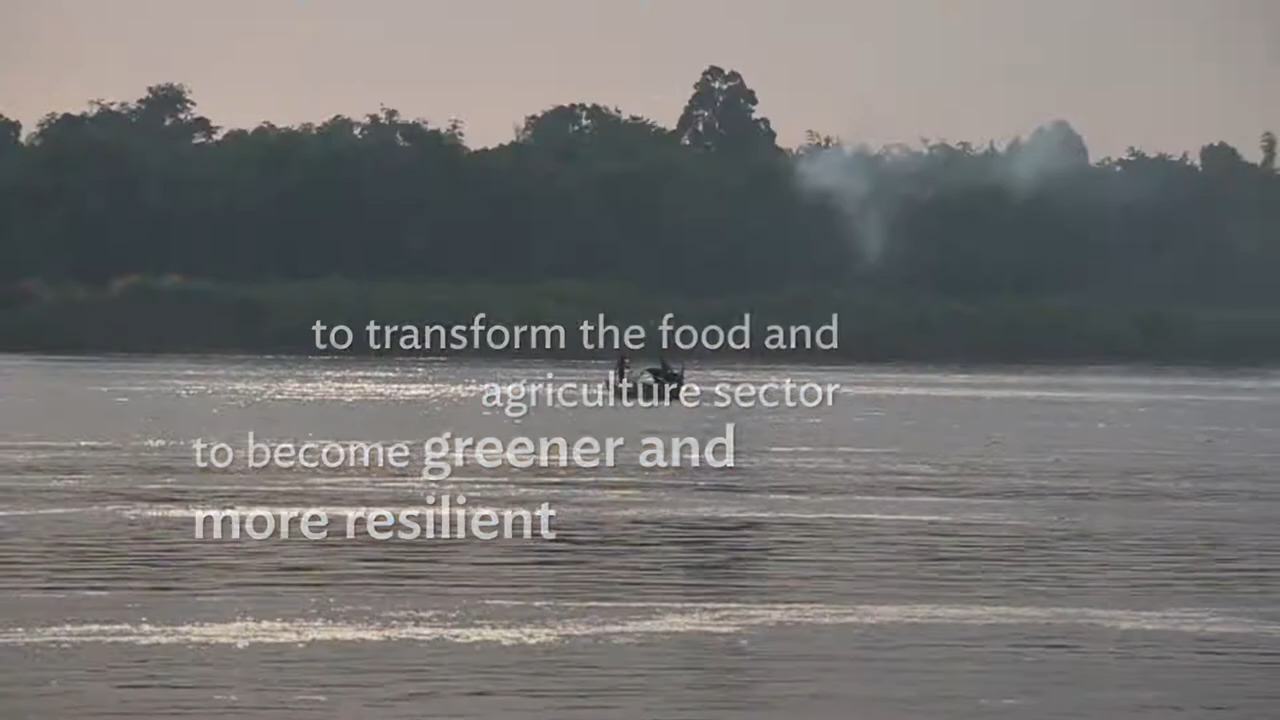 to transform the food and
agriculture sector
to become greener and
more resilient